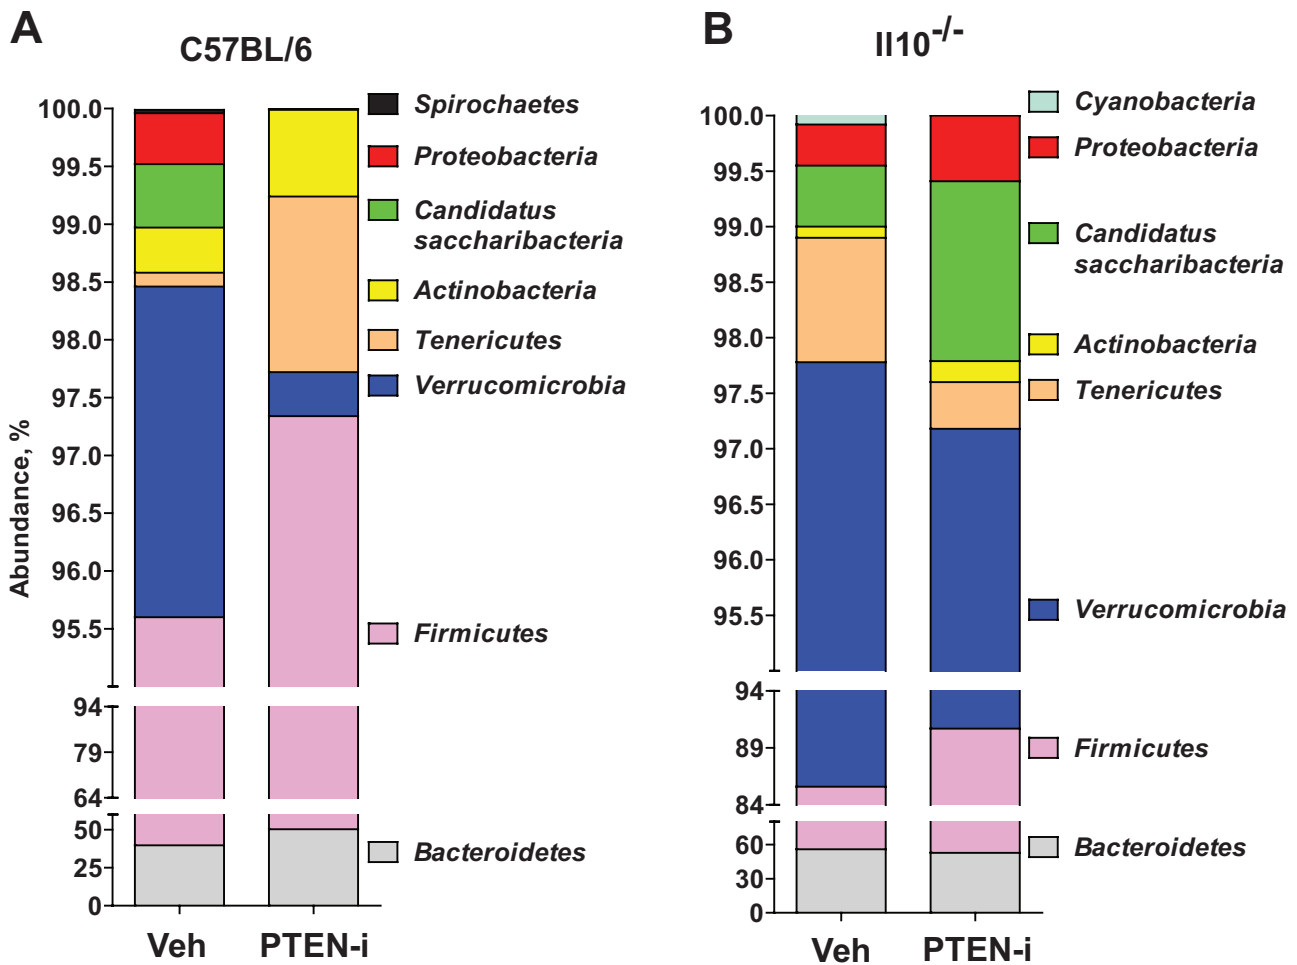 A
C57BL/6
Abundance, %
100.0
99.5
99.0
98.5
98.0
97.5
97.0
96.5
96.0
95.5
94
79
64
50
25
0
Veh
PTEN-i
Spirochaetes
Proteobacteria
Candidatus
saccharibacteria
Actinobacteria
Tenericutes
Verrucomicrobia
Firmicutes
Bacteroidetes
B
Il10-/-
100.0
99.5
99.0
98.5
98.0
97.5
97.0
96.5
96.0
95.5
94
89
84
60
30
0
Veh
PTEN-i
Cyanobacteria
Proteobacteria
Candidatus
saccharibacteria
Actinobacteria
Tenericutes
Verrucomicrobia
Firmicutes
Bacteroidetes